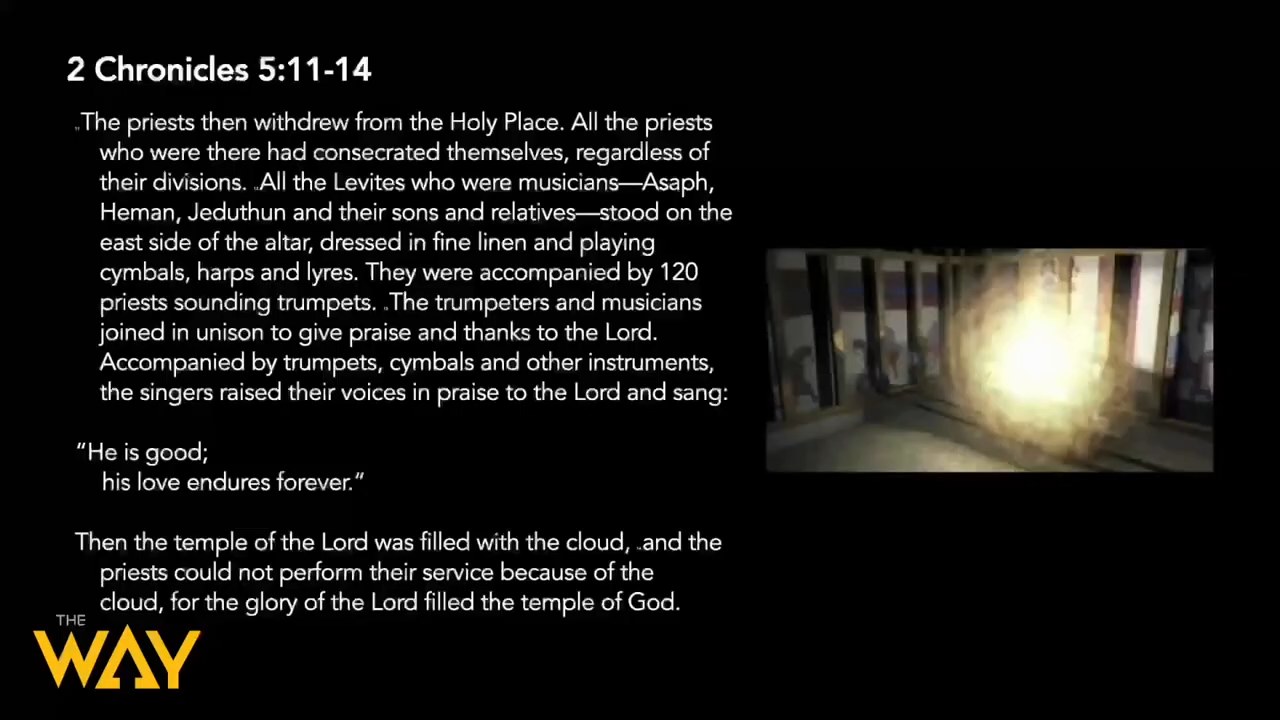 2 Chronicles 5:11-14
The priests then withdrew from the Holy Place. All the priests
who were there had consecrated themselves, regardless of
their divisions. All the Levites who were musicians—Asaph,
Heman, Jeduthun and their sons and relatives—stood on the
east side of the altar, dressed in fine linen and playing
cymbals, harps and lyres. They were accompanied by 120
priests sounding trumpets. The trumpeters and musicians
joined in unison to give praise and thanks to the Lord.
Accompanied by trumpets, cymbals and other instruments,
the singers raised their voices in praise to the Lord and sang:
“He is good;
his love endures forever.”
Then the temple of the Lord was filled with the cloud, and the
priests could not perform their service because of the
cloud, for the glory of the Lord filled the temple of God.
THE
WAY